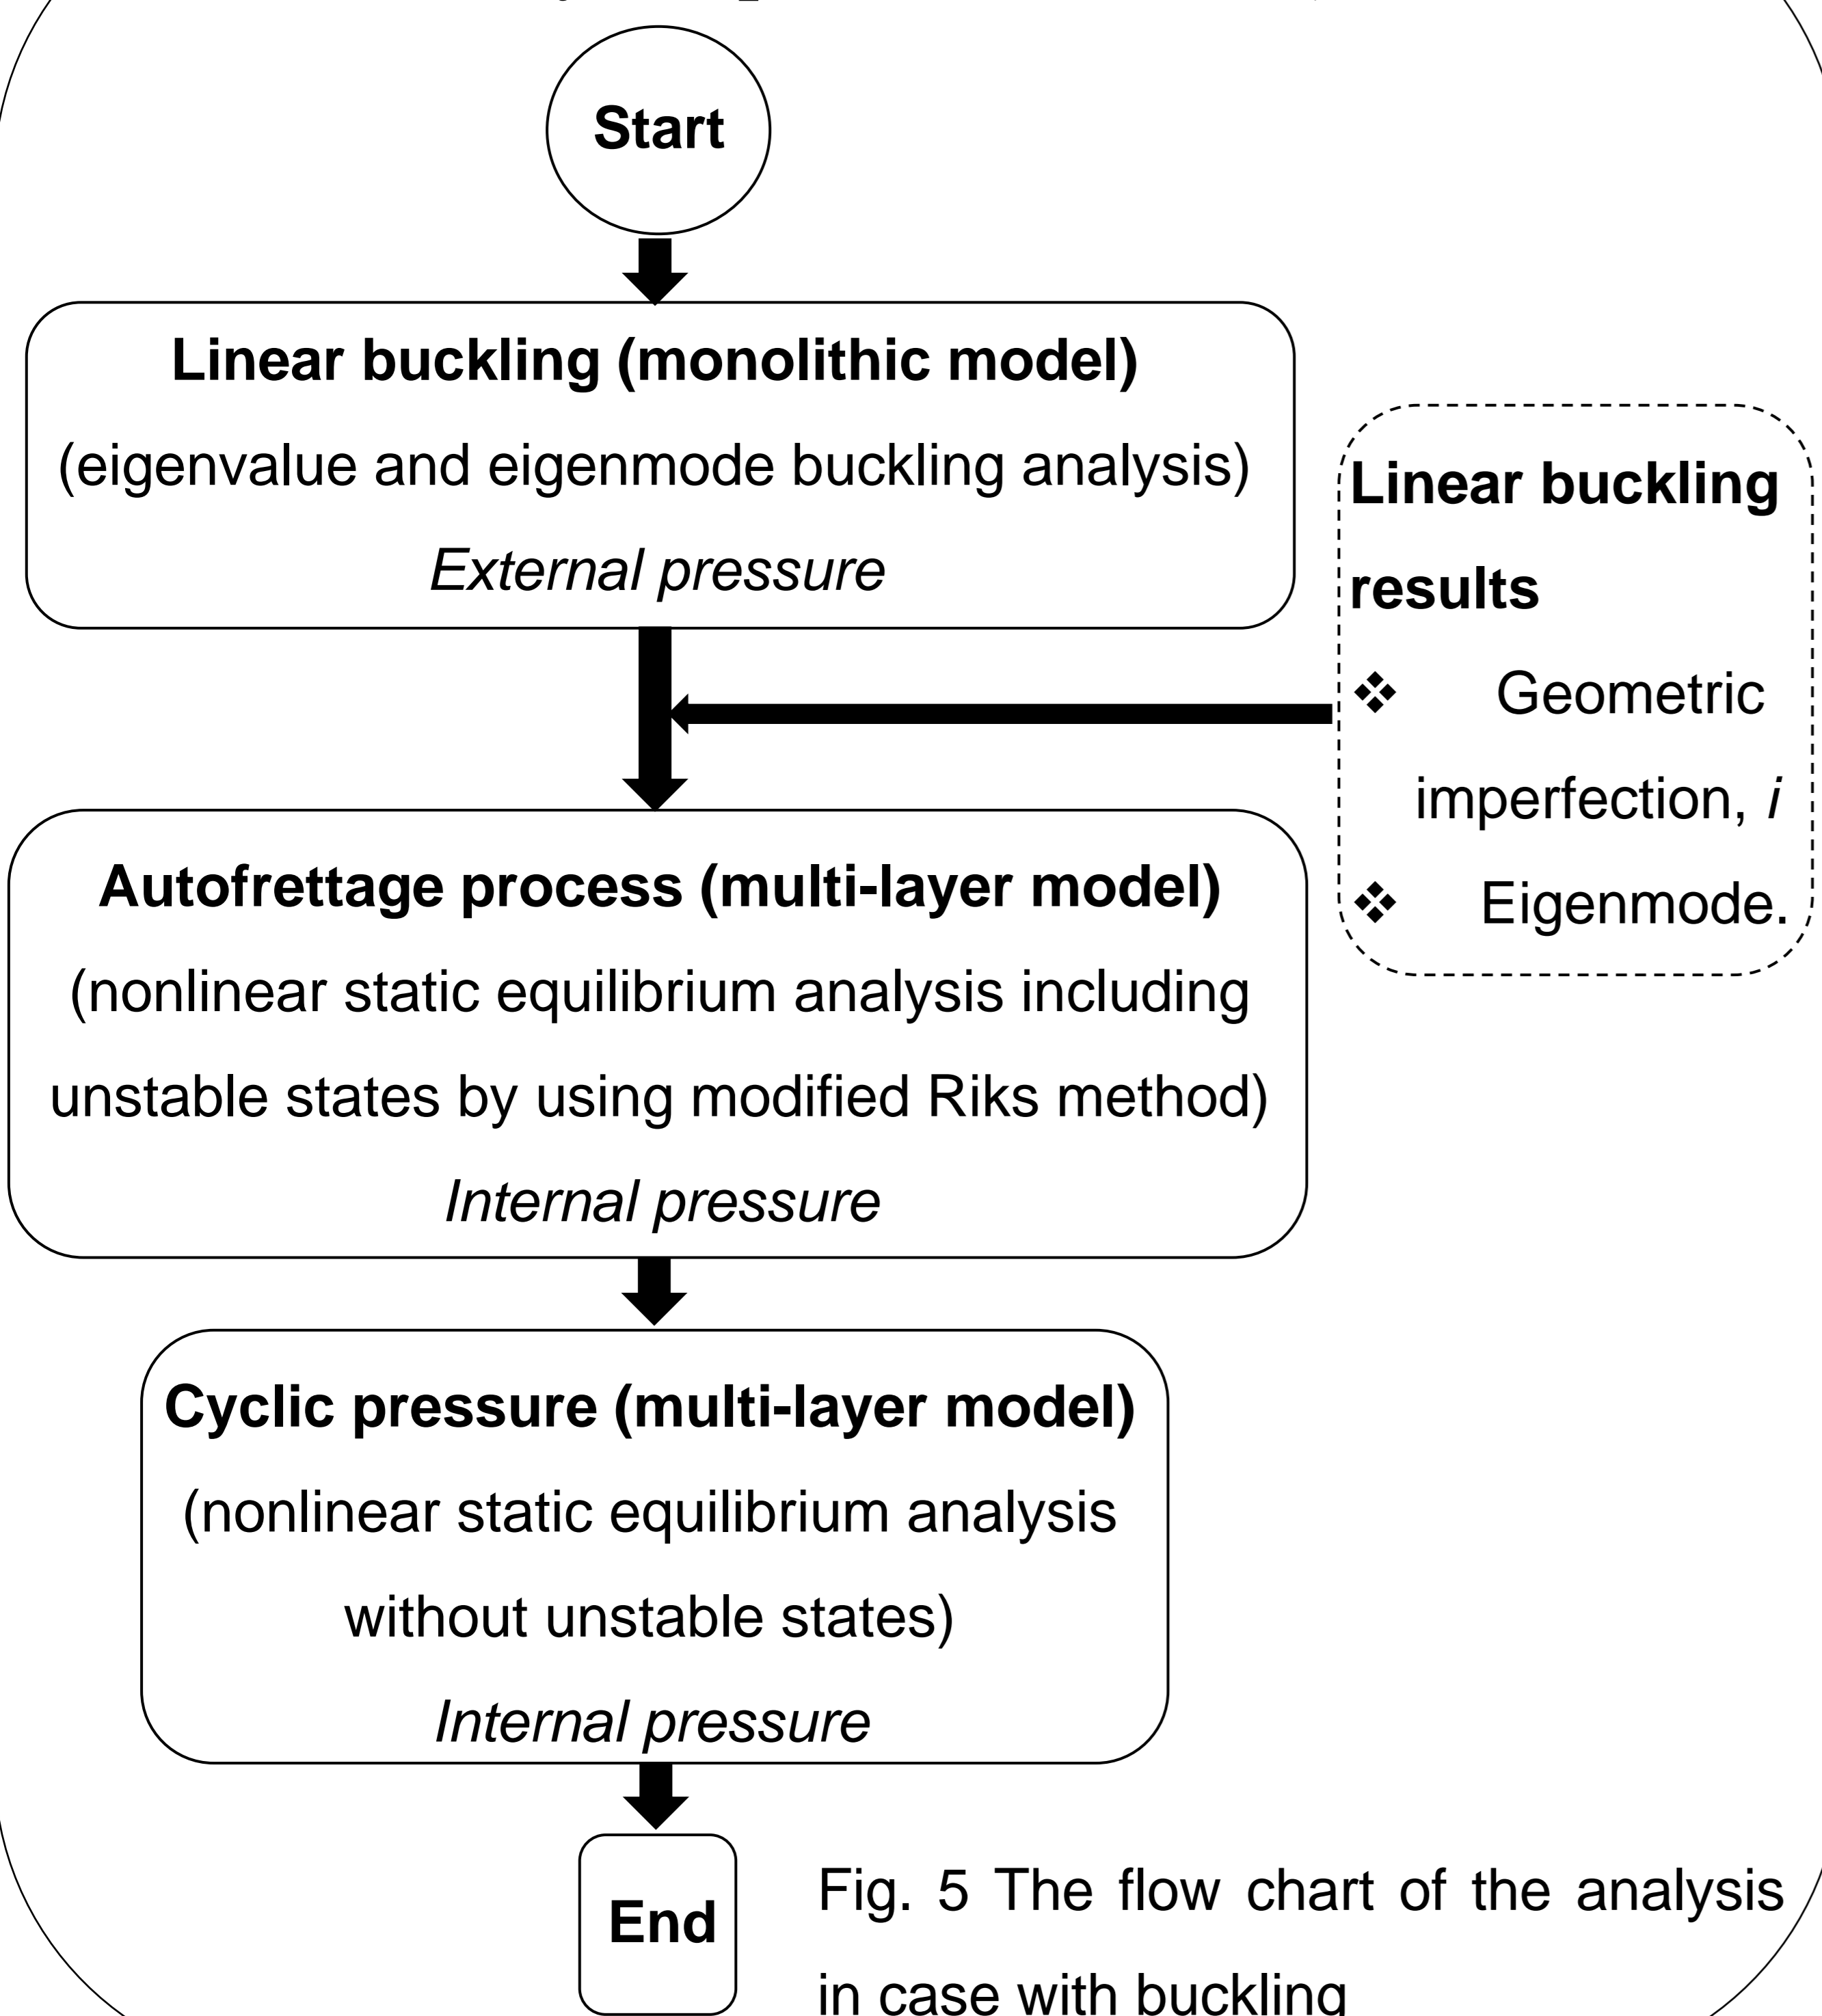 Start
Linear buckling (monolithic model)
(eigenvalue and eigenmode buckling analysis)
External pressure
Linear buckling
results
❖ Geometric
imperfection, i
❖ Eigenmode.
Autofrettage process (multi-layer model)
(nonlinear static equilibrium analysis including
unstable states by using modified Riks method)
Internal pressure
Cyclic pressure (multi-layer model)
(nonlinear static equilibrium analysis
without unstable states)
Internal pressure
End
Fig. 5 The flow chart of the analysis
in case with buckling